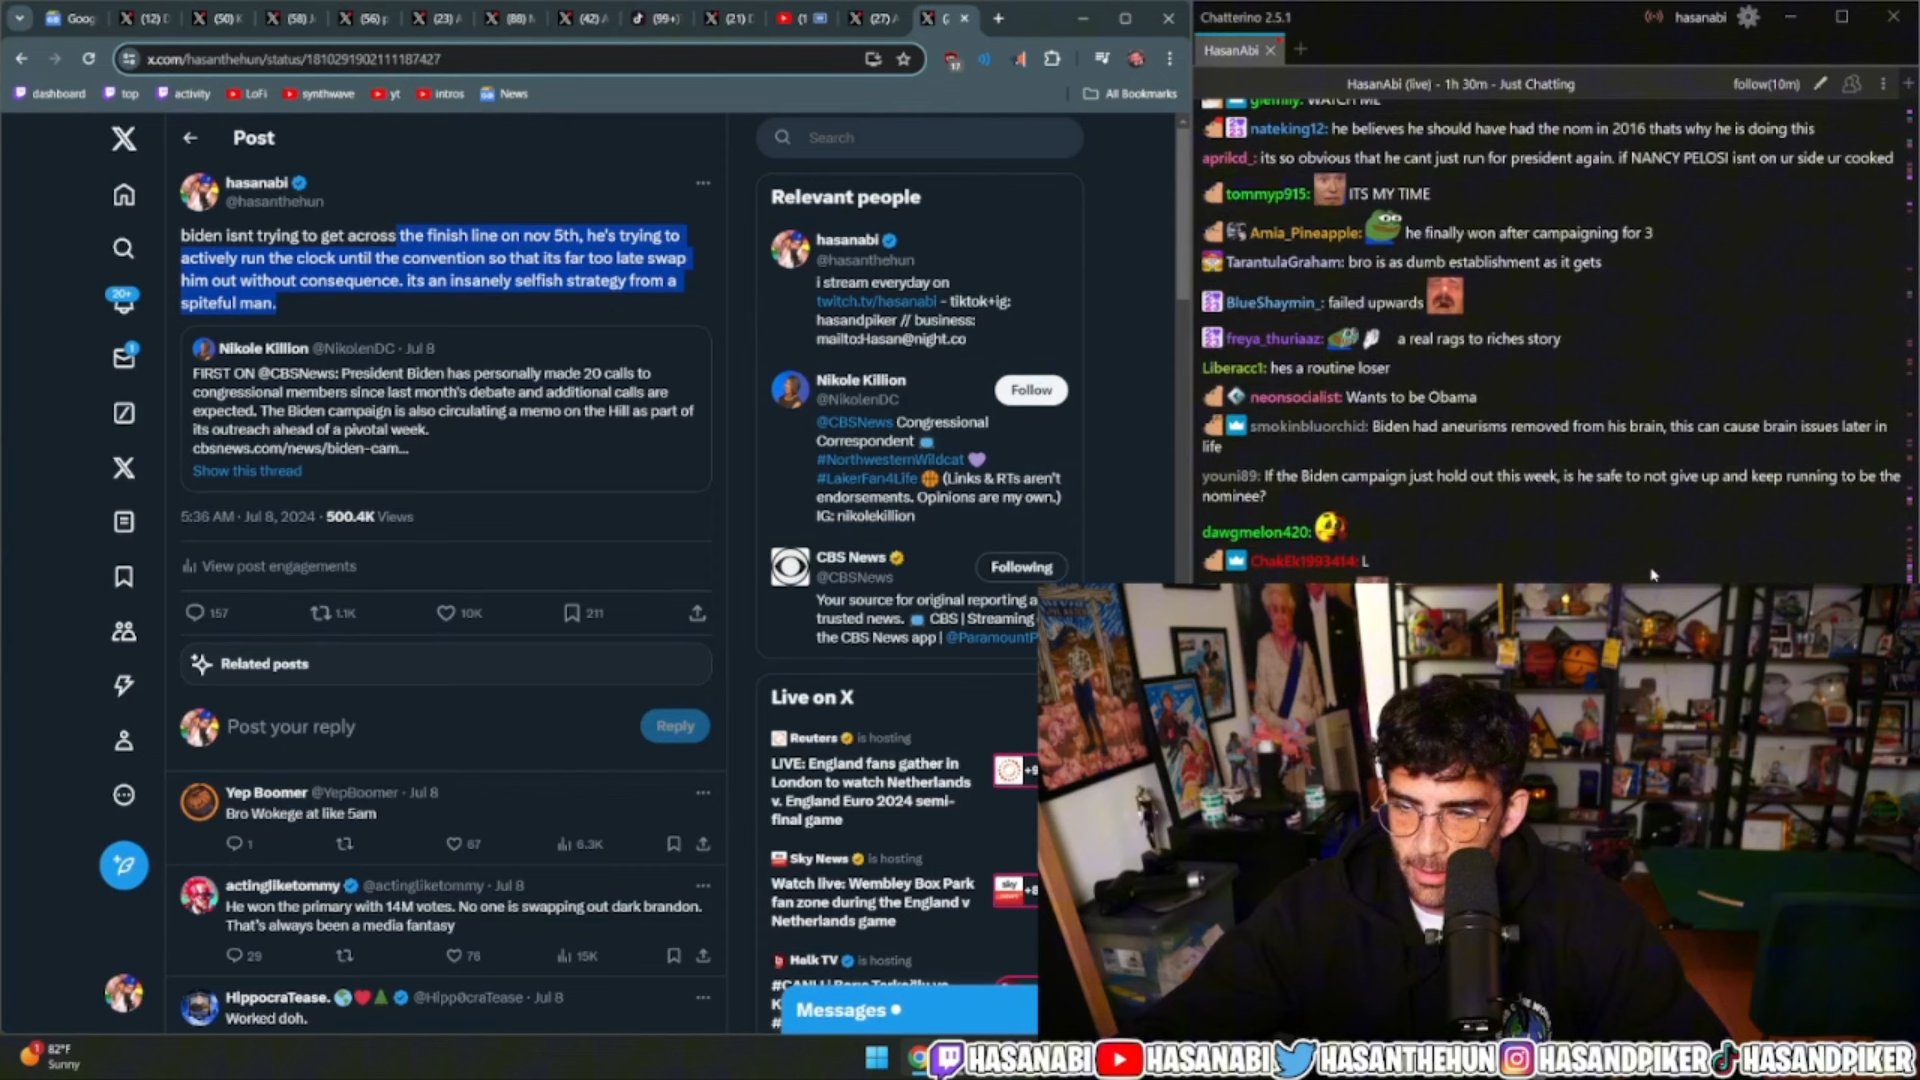 Goog
(12)
(50)
(58)
(56) p
(23)
(88)
(42)
(99+)
(21)
(27)
x.com/hasanthehun/status/1810291902111187427
17
dashboard
top
activity
LoFi
synthwave
yt
intros
News
All Bookmarks
Post
hasanabi
@hasanthehun
biden isnt trying to get across the finish line on nov 5th, he's trying to
actively run the clock until the convention so that its far too late swap
him out without consequence. its an insanely selfish strategy from a
spiteful man.
Nikole Killion @NikolenDC · Jul 8
FIRST ON @CBSNews: President Biden has personally made 20 calls to
congressional members since last month's debate and additional calls are
expected. The Biden campaign is also circulating a memo on the Hill as part of
its outreach ahead of a pivotal week.
cbsnews.com/news/biden-cam...
Show this thread
5:36 AM · Jul 8, 2024 · 500.4K Views
View post engagements
157 1.1K 10K 211
Related posts
Post your reply
Reply
Yep Boomer @YepBoomer · Jul 8
Bro Wokege at like 5am
1 67 6.3K
actingliketommy @actingliketommy · Jul 8
He won the primary with 14M votes. No one is swapping out dark brandon.
That's always been a media fantasy
29 76 15K
HippocraTease. @Hipp0craTease · Jul 8
Worked doh.
20+
1
Search
Relevant people
hasanabi
@hasanthehun
i stream everyday on
twitch.tv/hasanabi - tiktok+ig:
hasandpiker // business:
mailto:Hasan@night.co
Nikole Killion
@NikolenDC
Follow
@CBSNews Congressional
Correspondent
#NorthwesternWildcat
#LakerFan4Life (Links & RTs aren't
endorsements. Opinions are my own.)
IG: nikolekillion
CBS News
@CBSNews
Following
Your source for original reporting a
trusted news. CBS | Streaming
the CBS News app | @ParamountP
Live on X
Reuters is hosting
LIVE: England fans gather in
London to watch Netherlands
v. England Euro 2024 semi-
final game
+9
Sky News is hosting
Watch live: Wembley Box Park
fan zone during the England v
Netherlands game
sky
+8
Halk TV is hosting
Messages
Chatterino 2.5.1
hasanabi
HasanAbi
HasanAbi (live) - 1h 30m - Just Chatting
follow(10m)
WATCH ME
nateking12: he believes he should have had the nom in 2016 thats why he is doing this
aprilcd_: its so obvious that he cant just run for president again. if NANCY PELOSI isnt on ur side ur cooked
tommyp915: ITS MY TIME
Amia_Pineapple: he finally won after campaigning for 3
TarantulaGraham: bro is as dumb establishment as it gets
BlueShaymin_: failed upwards
freya_thuriaaz: a real rags to riches story
Liberacc1: hes a routine loser
neonsocialist: Wants to be Obama
smokinbluorchid: Biden had aneurisms removed from his brain, this can cause brain issues later in
life
youni89: If the Biden campaign just hold out this week, is he safe to not give up and keep running to be the
nominee?
dawgmelon420:
ChakEk1993414: L
82°F
Sunny
1
HASANABI
HASANABI
HASANTHEHUN
HASANDPIKER
HASANDPIKER